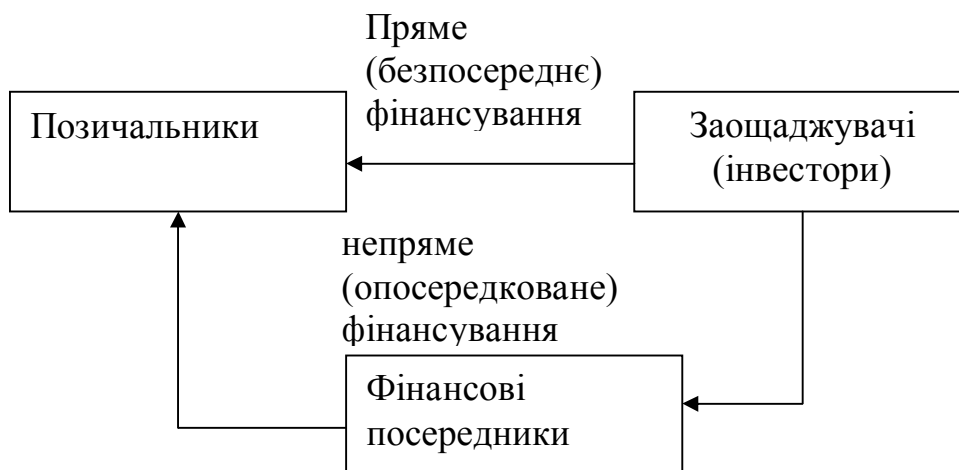 Пряме
(безпосереднє)
фінансування
Позичальники
Заощаджувачі
(інвестори)
непряме
(опосередковане)
фінансування
Фінансові
посередники